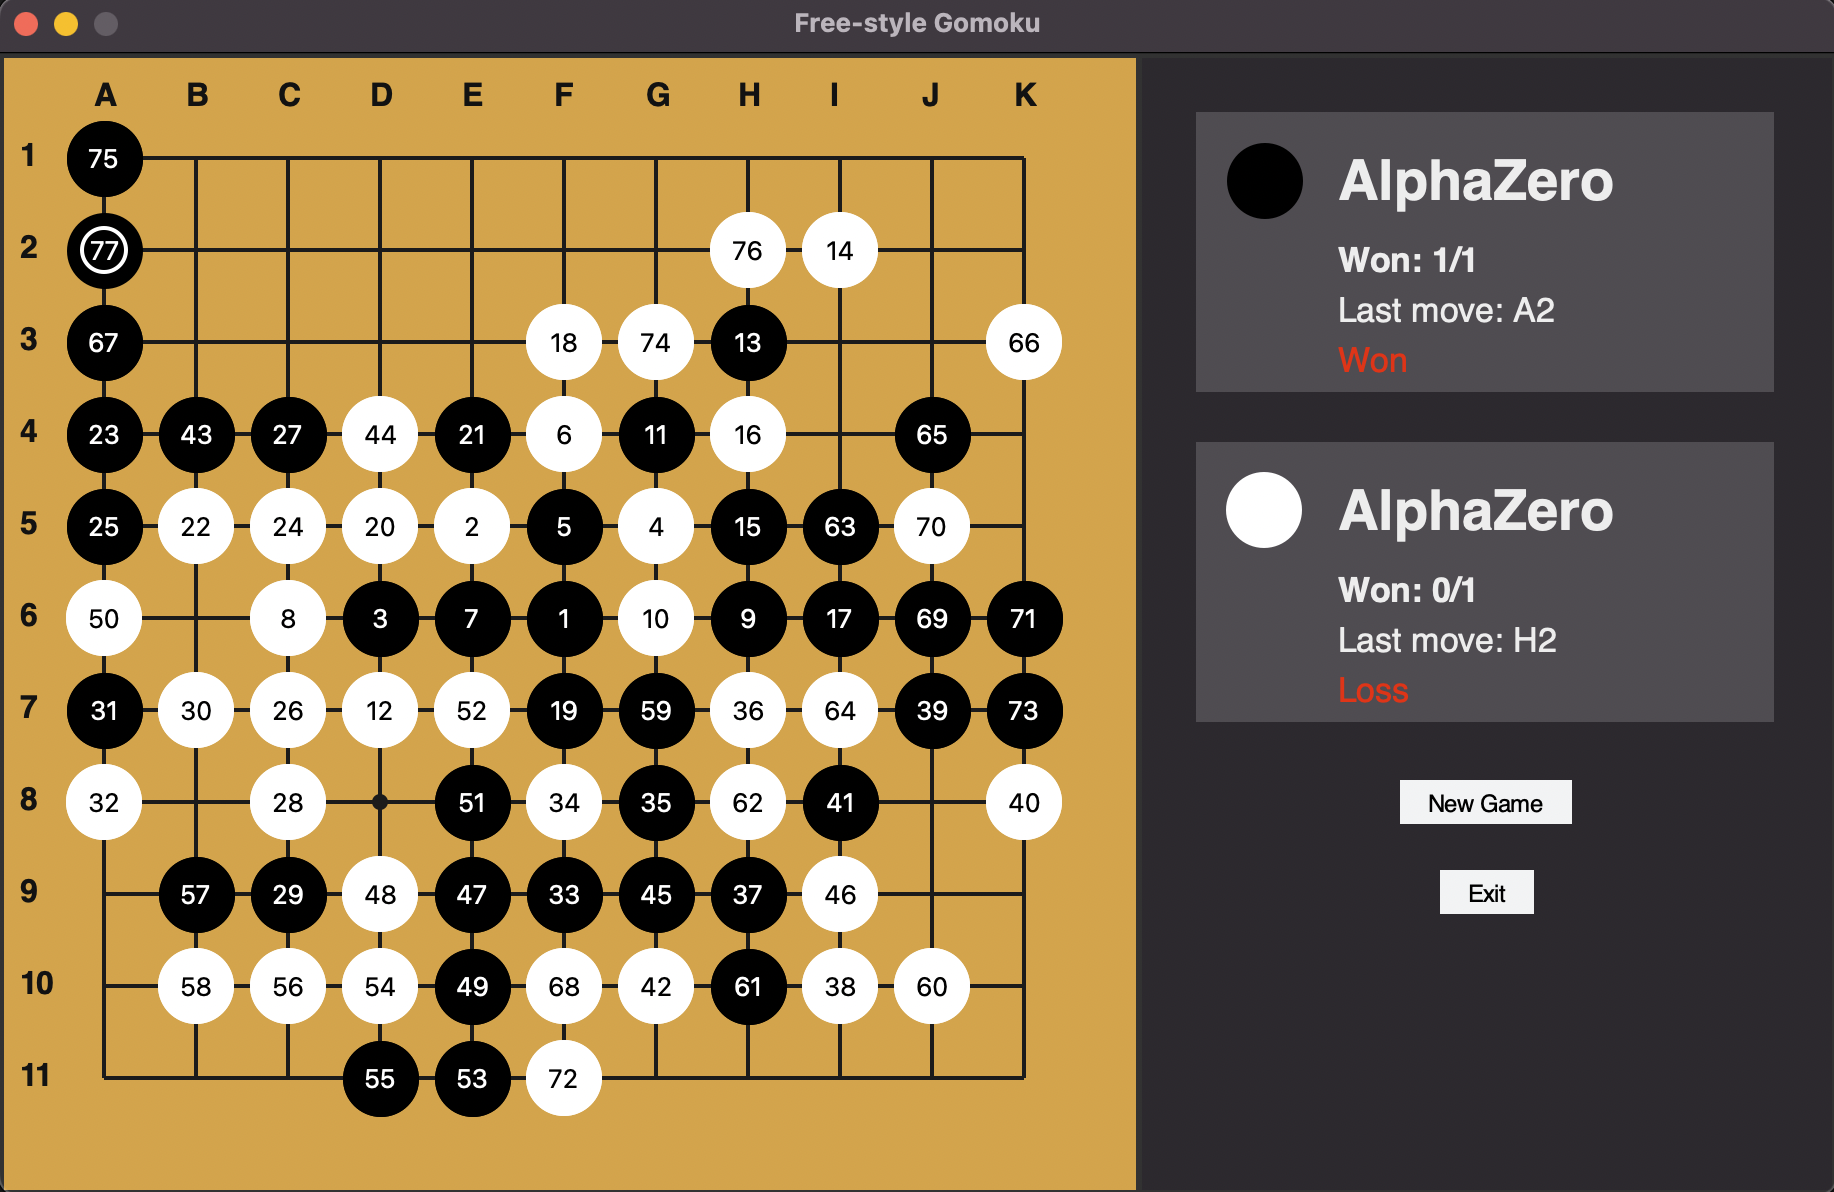 Free-style Gomoku
A B C D E F G H I J K
1 75
2 77 76 14
3 67 18 74 13 66
4 23 43 27 44 21 6 11 16 65
5 25 22 24 20 2 5 4 15 63 70
6 50 8 3 7 1 10 9 17 69 71
7 31 30 26 12 52 19 59 36 64 39 73
8 32 28 51 34 35 62 41 40
9 57 29 48 47 33 45 37 46
10 58 56 54 49 68 42 61 38 60
11 55 53 72
AlphaZero
Won: 1/1
Last move: A2
Won
AlphaZero
Won: 0/1
Last move: H2
Loss
New Game
Exit